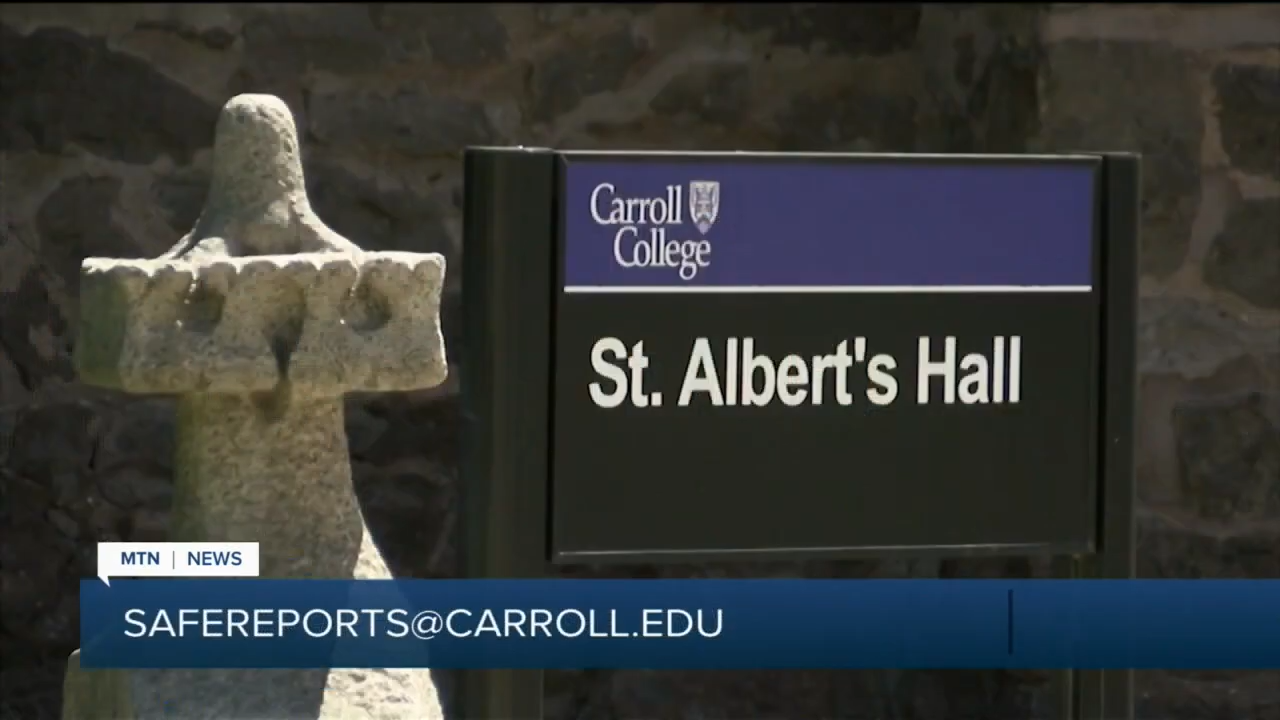 Carroll
College
St. Albert's Hall
MTN | NEWS
SAFEREPORTS@CARROLL.EDU